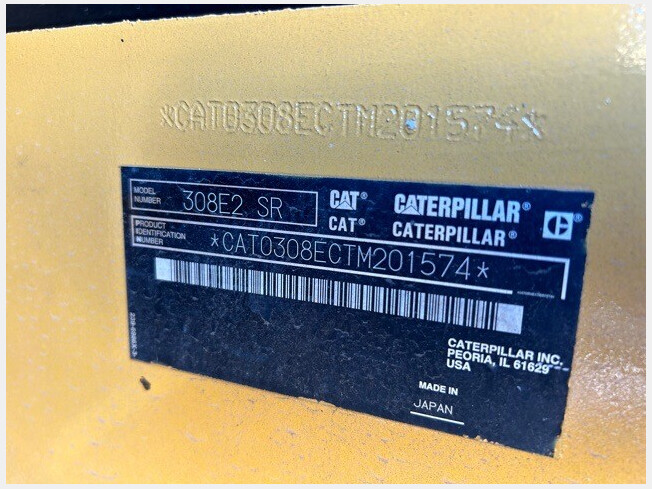 *CAT0308ECTM201574*
MODEL NUMBER 308E2 SR
CAT® CATERPILLAR®
CAT® CATERPILLAR®
PRODUCT IDENTIFICATION NUMBER
*CAT0308ECTM201574*
CATERPILLAR INC.
PEORIA, IL 61629
USA
MADE IN
JAPAN